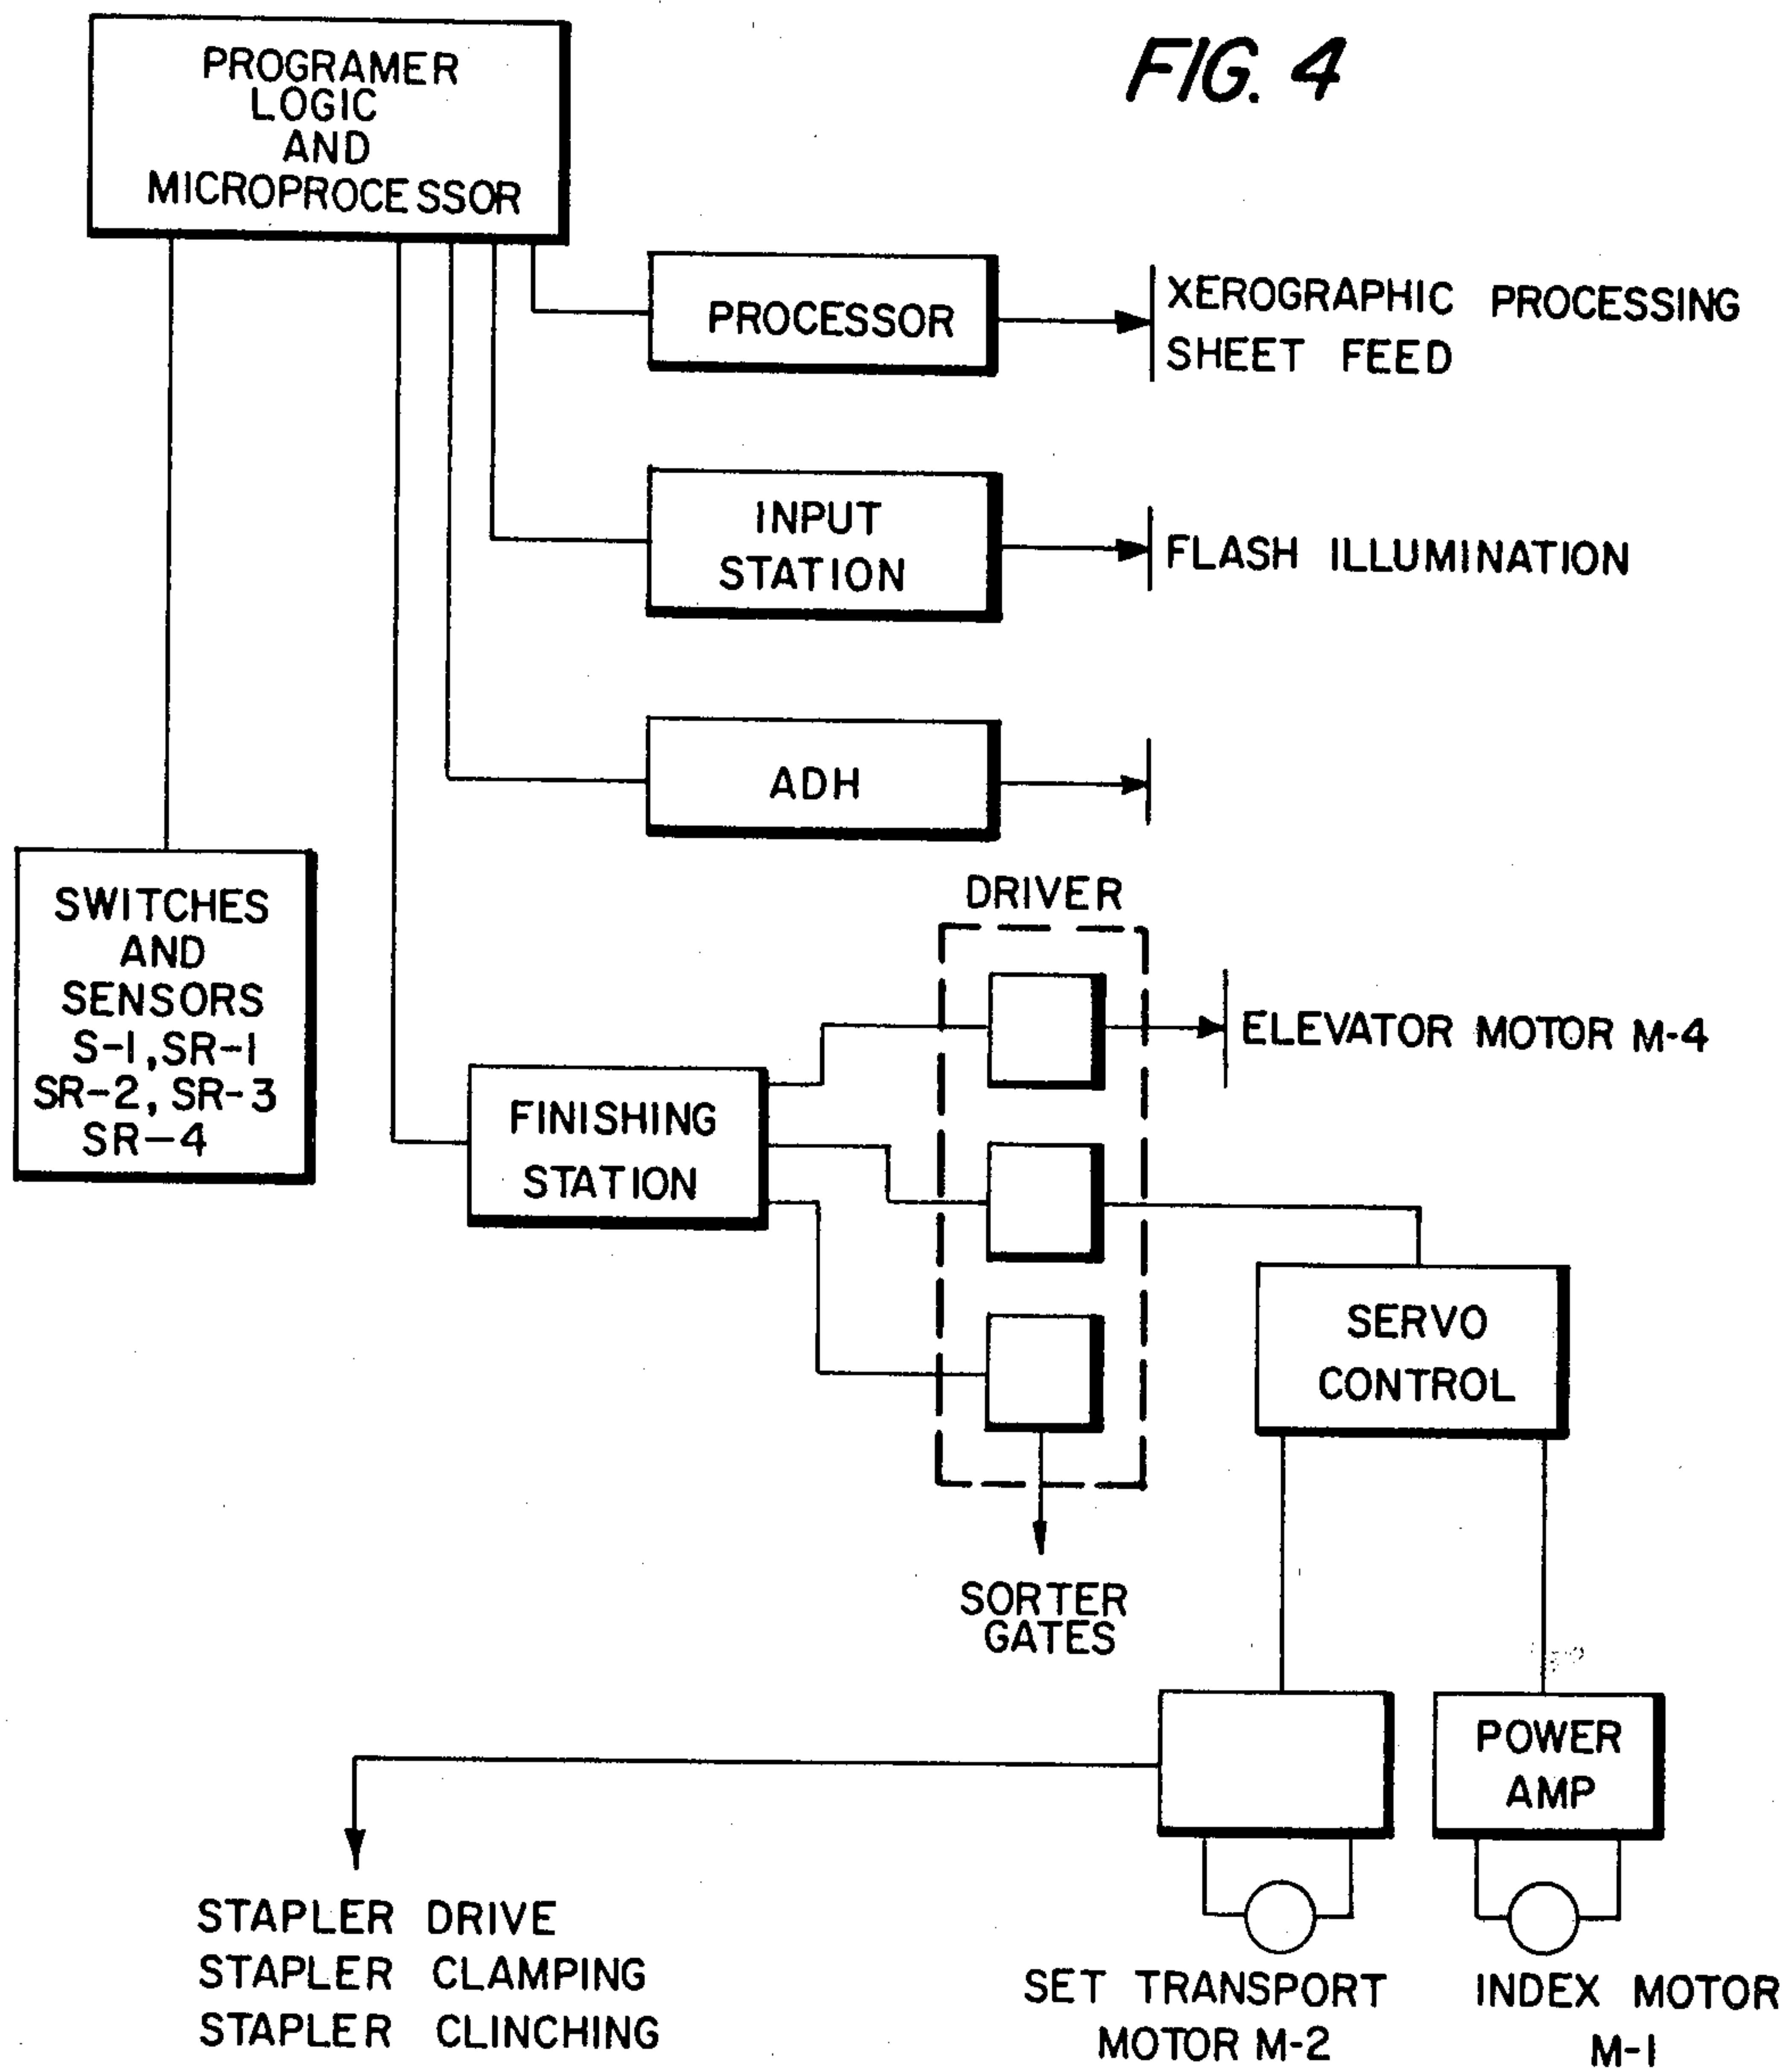 FIG. 4
PROGRAMER
LOGIC
AND
MICROPROCESSOR
PROCESSOR
XEROGRAPHIC PROCESSING
SHEET FEED
INPUT
STATION
FLASH ILLUMINATION
ADH
SWITCHES
AND
SENSORS
S-1, SR-1
SR-2, SR-3
SR-4
DRIVER
ELEVATOR MOTOR M-4
FINISHING
STATION
SERVO
CONTROL
SORTER
GATES
POWER
AMP
STAPLER DRIVE
STAPLER CLAMPING
STAPLER CLINCHING
SET TRANSPORT
MOTOR M-2
INDEX MOTOR
M-1